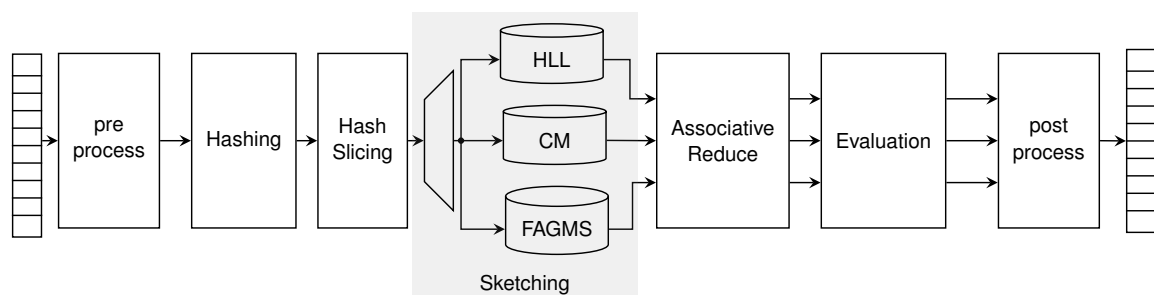 pre
process
Hashing
Hash
Slicing
HLL
CM
FAGMS
Sketching
Associative
Reduce
Evaluation
post
process